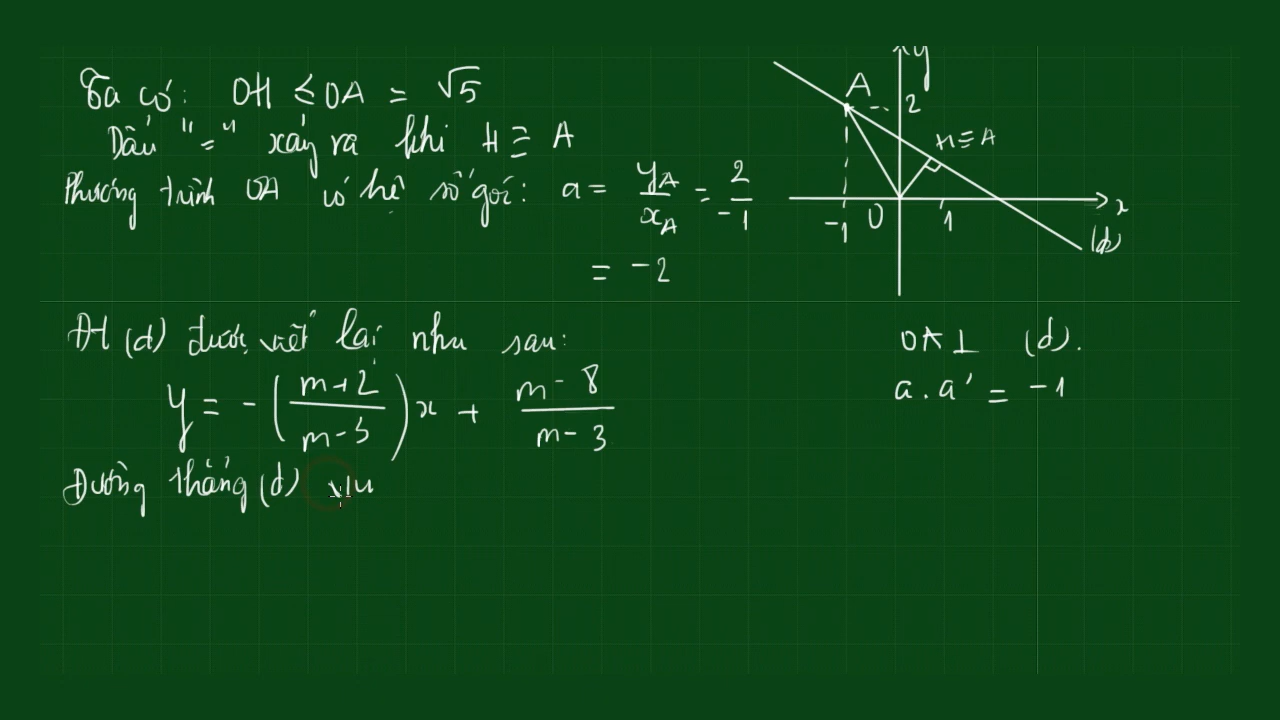 Ta có: OH ≤ OA = √5
Dấu "=" xảy ra khi H ≡ A
Phương trình OA có hệ số góc: a = y_A / x_A = 2 / -1
= -2
ĐT (d) được viết lại như sau:
y = -((m+2)/(m-3))x + (m-8)/(m-3)
Đường thẳng (d) vu
y
A
2
H ≡ A
-1
O
1
x
(d)
OA ⊥ (d).
a.a' = -1